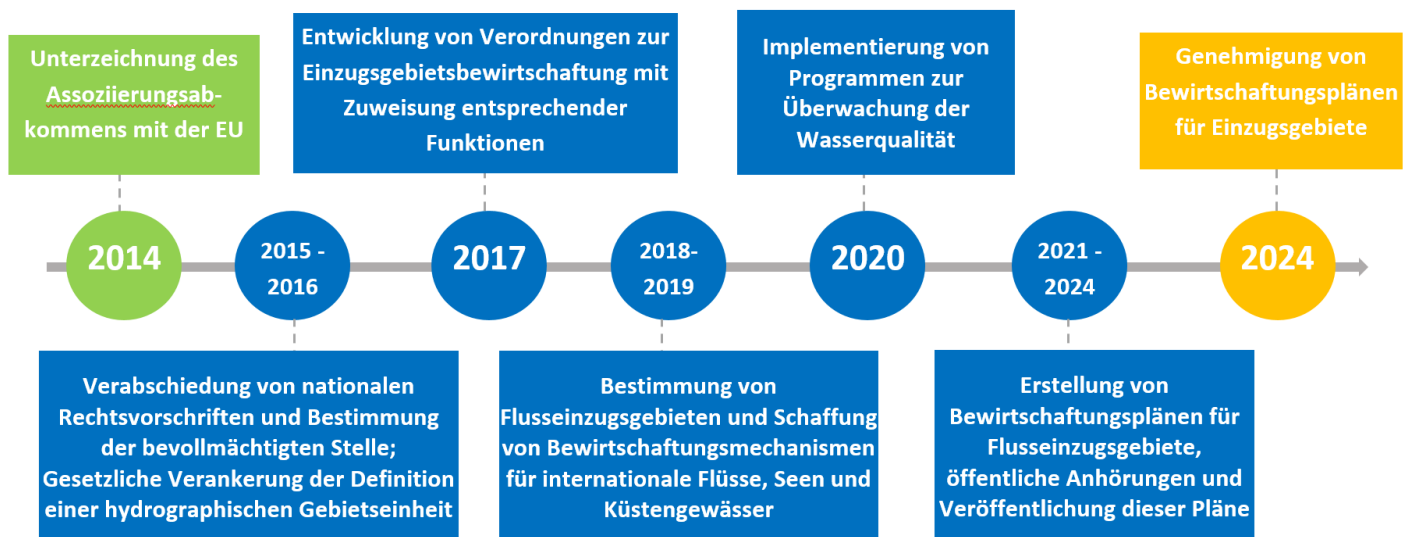 Unterzeichnung des
Assoziierungsab-
kommens mit der EU
Entwicklung von Verordnungen zur
Einzugsgebietsbewirtschaftung mit
Zuweisung entsprechender
Funktionen
Implementierung von
Programmen zur
Überwachung der
Wasserqualität
Genehmigung von
Bewirtschaftungsplänen
für Einzugsgebiete
2014
2015 -
2016
2017
2018-
2019
2020
2021 -
2024
2024
Verabschiedung von nationalen
Rechtsvorschriften und Bestimmung
der bevollmächtigten Stelle;
Gesetzliche Verankerung der Definition
einer hydrographischen Gebietseinheit
Bestimmung von
Flusseinzugsgebieten und Schaffung
von Bewirtschaftungsmechanismen
für internationale Flüsse, Seen und
Küstengewässer
Erstellung von
Bewirtschaftungsplänen für
Flusseinzugsgebiete,
öffentliche Anhörungen und
Veröffentlichung dieser Pläne